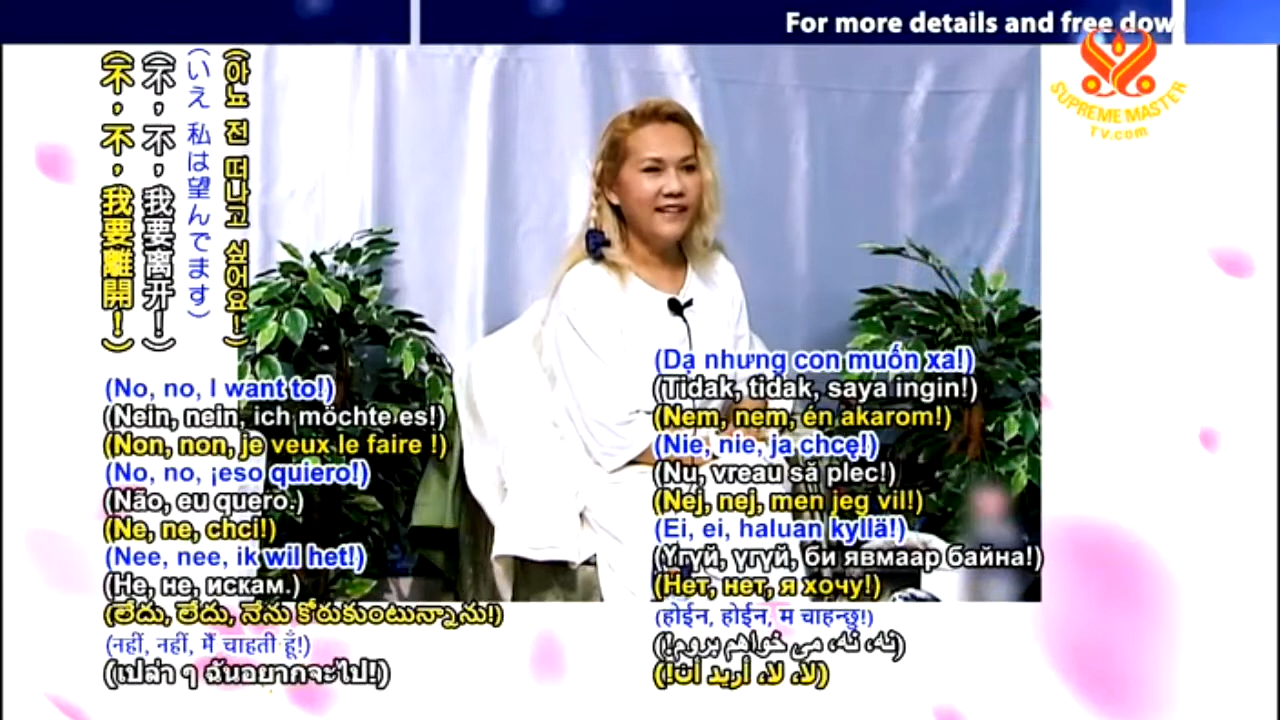 For more details and free dow
SUPREME MASTER
TV.com
(不，不，我要離開！)
(不，不，我要离开！)
(いえ 私は望んでます)
(아뇨 전 떠나고 싶어요!)
(No, no, I want to!)
(Nein, nein, ich möchte es!)
(Non, non, je veux le faire !)
(No, no, ¡eso quiero!)
(Não, eu quero.)
(Ne, ne, chci!)
(Nee, nee, ik wil het!)
(Не, не, искам.)
(లేదు, లేదు, నేను కోరుకుంటున్నాను!)
(नहीं, नहीं, मैं चाहती हूँ!)
(เปล่า ๆ ฉันอยากจะไป!)
(Dạ nhưng con muốn xa!)
(Tidak, tidak, saya ingin!)
(Nem, nem, én akarom!)
(Nie, nie, ja chcę!)
(Nu, vreau să plec!)
(Nej, nej, men jeg vil!)
(Ei, ei, haluan kyllä!)
(Үгүй, үгүй, би явмаар байна!)
(Нет, нет, я хочу!)
(होईन, होईन, म चाहन्छु!)
(نه، نه، می خواهم بروم!)
(لا، لا، أريد أن!)